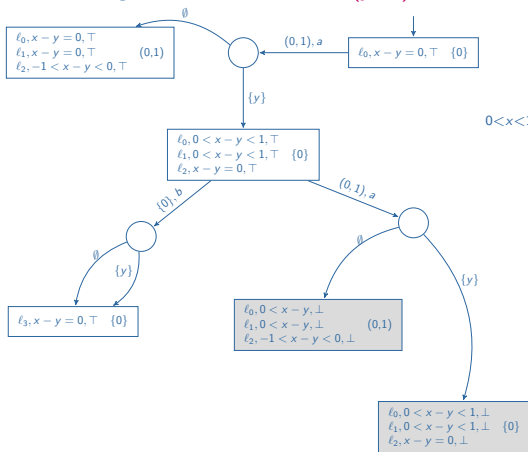 ∅
ℓ₀, x − y = 0, ⊤
ℓ₁, x − y = 0, ⊤ (0,1)
ℓ₂, −1 < x − y < 0, ⊤
(0,1), a
ℓ₀, x − y = 0, ⊤ {0}
{y}
0<x<
ℓ₀, 0 < x − y < 1, ⊤
ℓ₁, 0 < x − y < 1, ⊤ {0}
ℓ₂, x − y = 0, ⊤
{0}, b
(0,1), a
∅
{y}
∅
{y}
ℓ₃, x − y = 0, ⊤ {0}
ℓ₀, 0 < x − y, ⊥
ℓ₁, 0 < x − y, ⊥ (0,1)
ℓ₂, −1 < x − y < 0, ⊥
ℓ₀, 0 < x − y < 1, ⊥
ℓ₁, 0 < x − y < 1, ⊥ {0}
ℓ₂, x − y = 0, ⊥